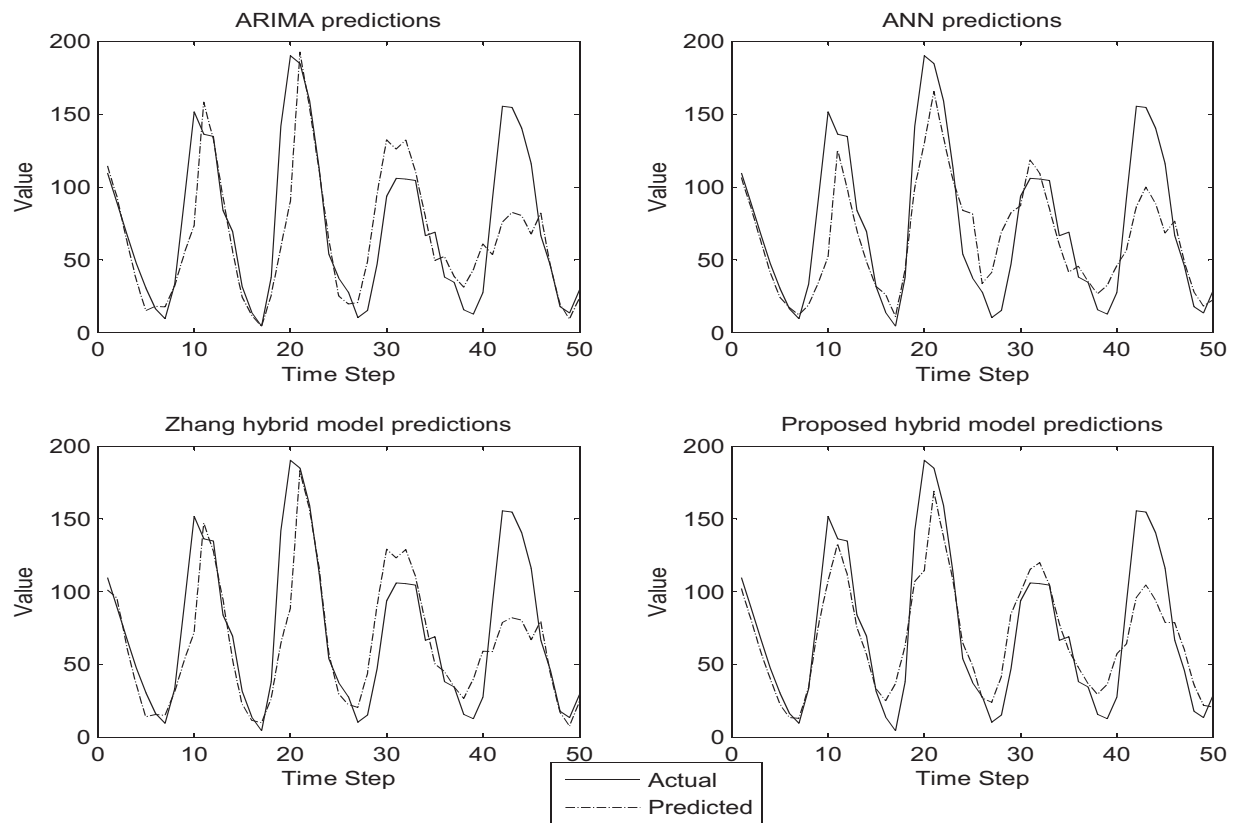 ARIMA predictions
200
150
100
50
0
Value
0 10 20 30 40 50
Time Step
ANN predictions
200
150
100
50
0
Value
0 10 20 30 40 50
Time Step
Zhang hybrid model predictions
200
150
100
50
0
Value
0 10 20 30 40 50
Time Step
Proposed hybrid model predictions
200
150
100
50
0
Value
0 10 20 30 40 50
Time Step
Actual
Predicted